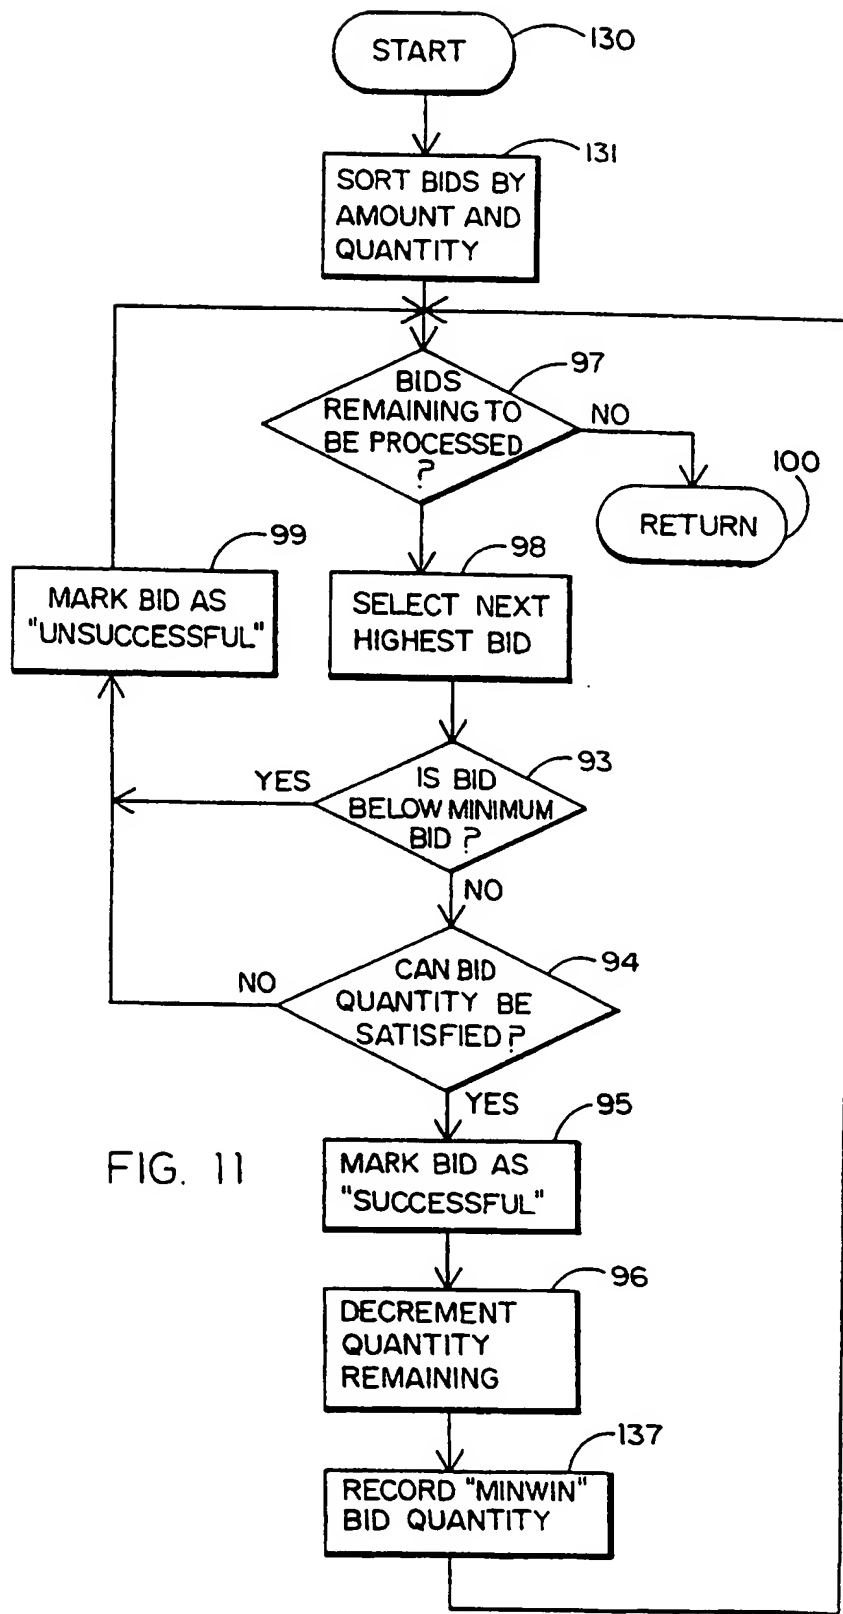 START
130
131
SORT BIDS BY
AMOUNT AND
QUANTITY
97
BIDS
REMAINING TO
BE PROCESSED
?
NO
100
RETURN
99
MARK BID AS
"UNSUCCESSFUL"
98
SELECT NEXT
HIGHEST BID
93
YES
IS BID
BELOW MINIMUM
BID ?
NO
94
NO
CAN BID
QUANTITY BE
SATISFIED?
YES
95
MARK BID AS
"SUCCESSFUL"
FIG. 11
96
DECREMENT
QUANTITY
REMAINING
137
RECORD "MINWIN"
BID QUANTITY